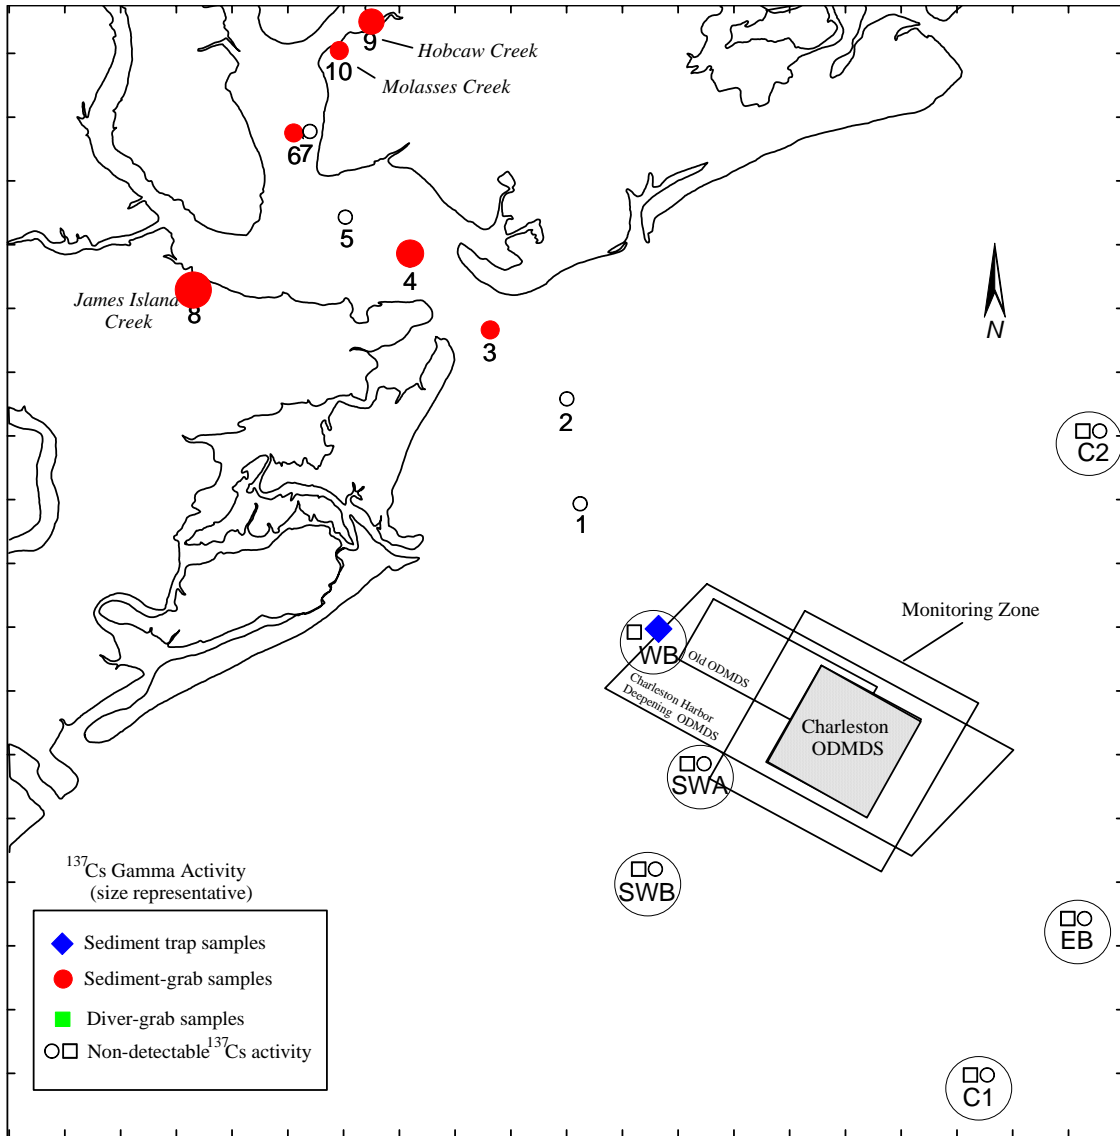 9
Hobcaw Creek
10
Molasses Creek
6
7
5
4
James Island
Creek
8
3
N
2
C2
1
Monitoring Zone
WB
Old ODMDS
Charleston Harbor
Deepening ODMDS
Charleston
ODMDS
SWA
137Cs Gamma Activity
(size representative)
SWB
EB
Sediment trap samples
Sediment-grab samples
Diver-grab samples
Non-detectable 137Cs activity
C1